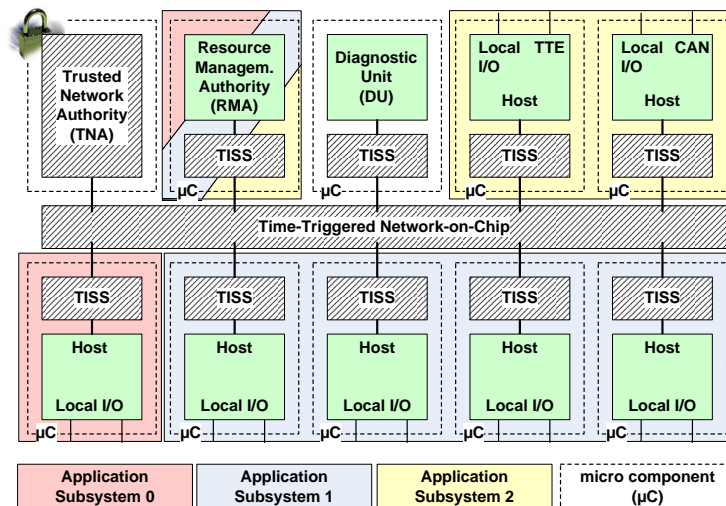 Trusted
Network
Authority
(TNA)
Resource
Managem.
Authority
(RMA)
Diagnostic
Unit
(DU)
Local TTE
I/O
Host
Local CAN
I/O
Host
TISS
TISS
TISS
TISS
µC
µC
µC
µC
Time-Triggered Network-on-Chip
TISS
TISS
TISS
TISS
TISS
Host
Host
Host
Host
Host
Local I/O
Local I/O
Local I/O
Local I/O
Local I/O
µC
µC
µC
µC
µC
Application
Subsystem 0
Application
Subsystem 1
Application
Subsystem 2
micro component
(µC)